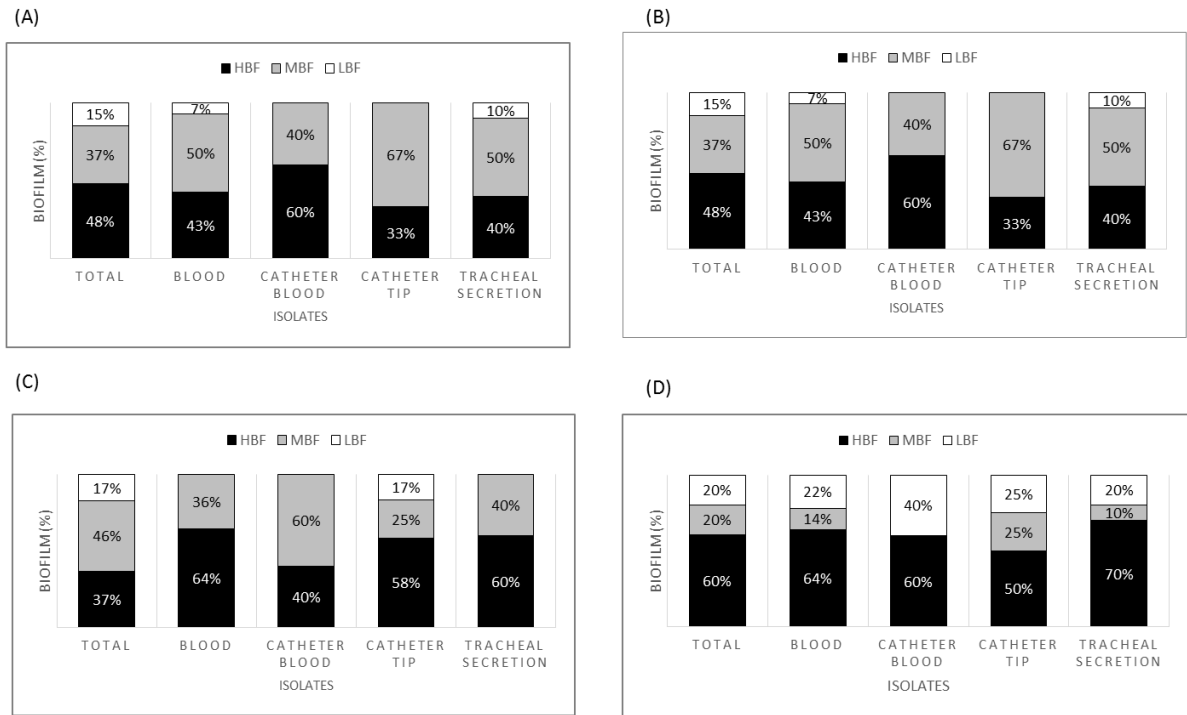 (A)
HBF MBF LBF
BIOFILM (%)
15% 7% 10%
37% 50% 40% 67% 50%
48% 43% 60% 33% 40%
TOTAL BLOOD CATHETER CATHETER TRACHEAL
BLOOD TIP SECRETION
ISOLATES
(B)
HBF MBF LBF
BIOFILM (%)
15% 7% 10%
37% 50% 40% 67% 50%
48% 43% 60% 33% 40%
TOTAL BLOOD CATHETER CATHETER TRACHEAL
BLOOD TIP SECRETION
ISOLATES
(C)
HBF MBF LBF
BIOFILM (%)
17% 36% 60% 17% 40%
46% 25%
37% 64% 40% 58% 60%
TOTAL BLOOD CATHETER CATHETER TRACHEAL
BLOOD TIP SECRETION
ISOLATES
(D)
HBF MBF LBF
BIOFILM (%)
20% 22% 40% 25% 20%
20% 14% 25% 10%
60% 64% 60% 50% 70%
TOTAL BLOOD CATHETER CATHETER TRACHEAL
BLOOD TIP SECRETION
ISOLATES